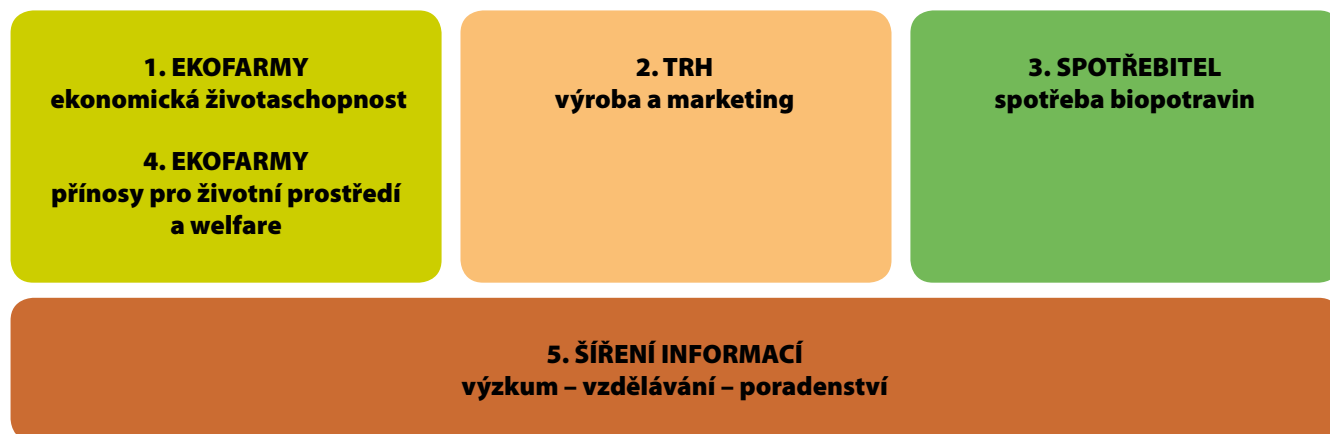 1. EKOFARMY
ekonomická životaschopnost
4. EKOFARMY
přínosy pro životní prostředí
a welfare
2. TRH
výroba a marketing
3. SPOTŘEBITEL
spotřeba biopotravin
5. ŠÍŘENÍ INFORMACÍ
výzkum – vzdělávání – poradenství